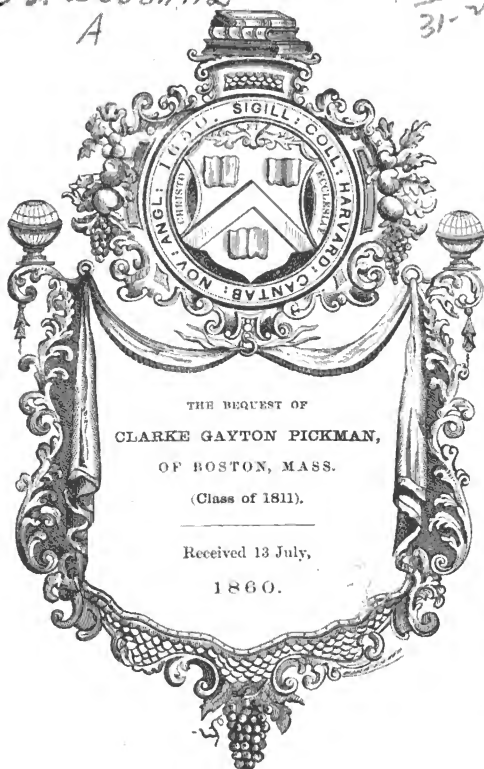 A
31-
SIGILL: COLL: HARVARD: CANTAB: NOV: ANGL: 1650.
CHRISTO
ECCLESIAE
THE BEQUEST OF
CLARKE GAYTON PICKMAN,
OF BOSTON, MASS.
(Class of 1811).
Received 13 July,
1860.